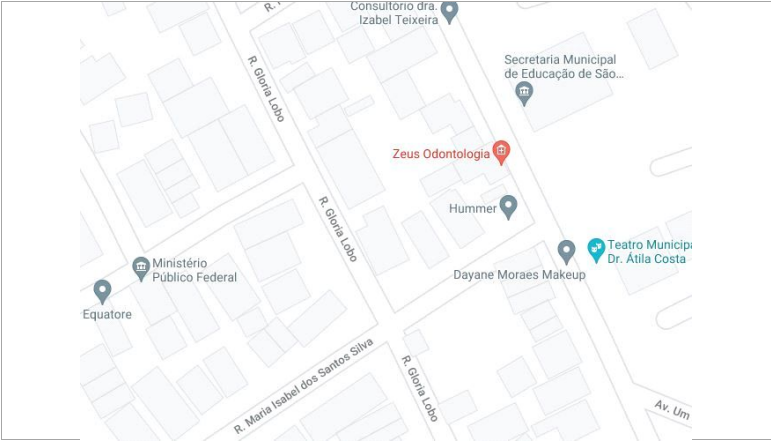 Consultório dra.
Izabel Teixeira
Secretaria Municipal
de Educação de São...
R. Gloria Lobo
Zeus Odontologia
R. Gloria Lobo
Hummer
Teatro Municipa
Dr. Átila Costa
Ministério
Público Federal
Dayane Moraes Makeup
Equatore
R. Maria Isabel dos Santos Silva
R. Gloria Lobo
Av. Um